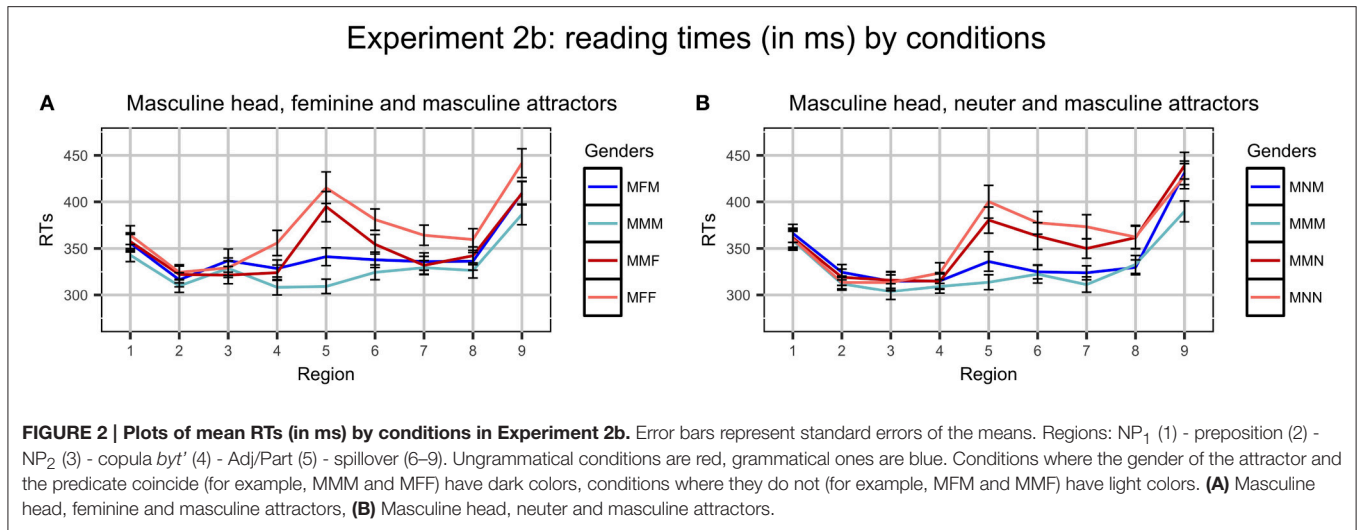 Experiment 2b: reading times (in ms) by conditions
A Masculine head, feminine and masculine attractors
450
400
350
300
RTs
1 2 3 4 5 6 7 8 9
Region
Genders
MFM
MMM
MMF
MFF
B Masculine head, neuter and masculine attractors
450
400
350
300
RTs
1 2 3 4 5 6 7 8 9
Region
Genders
MNM
MMM
MMN
MNN
FIGURE 2 | Plots of mean RTs (in ms) by conditions in Experiment 2b. Error bars represent standard errors of the means. Regions: NP1 (1) - preposition (2) -
NP2 (3) - copula byt' (4) - Adj/Part (5) - spillover (6–9). Ungrammatical conditions are red, grammatical ones are blue. Conditions where the gender of the attractor and
the predicate coincide (for example, MMM and MFF) have dark colors, conditions where they do not (for example, MFM and MMF) have light colors. (A) Masculine
head, feminine and masculine attractors, (B) Masculine head, neuter and masculine attractors.